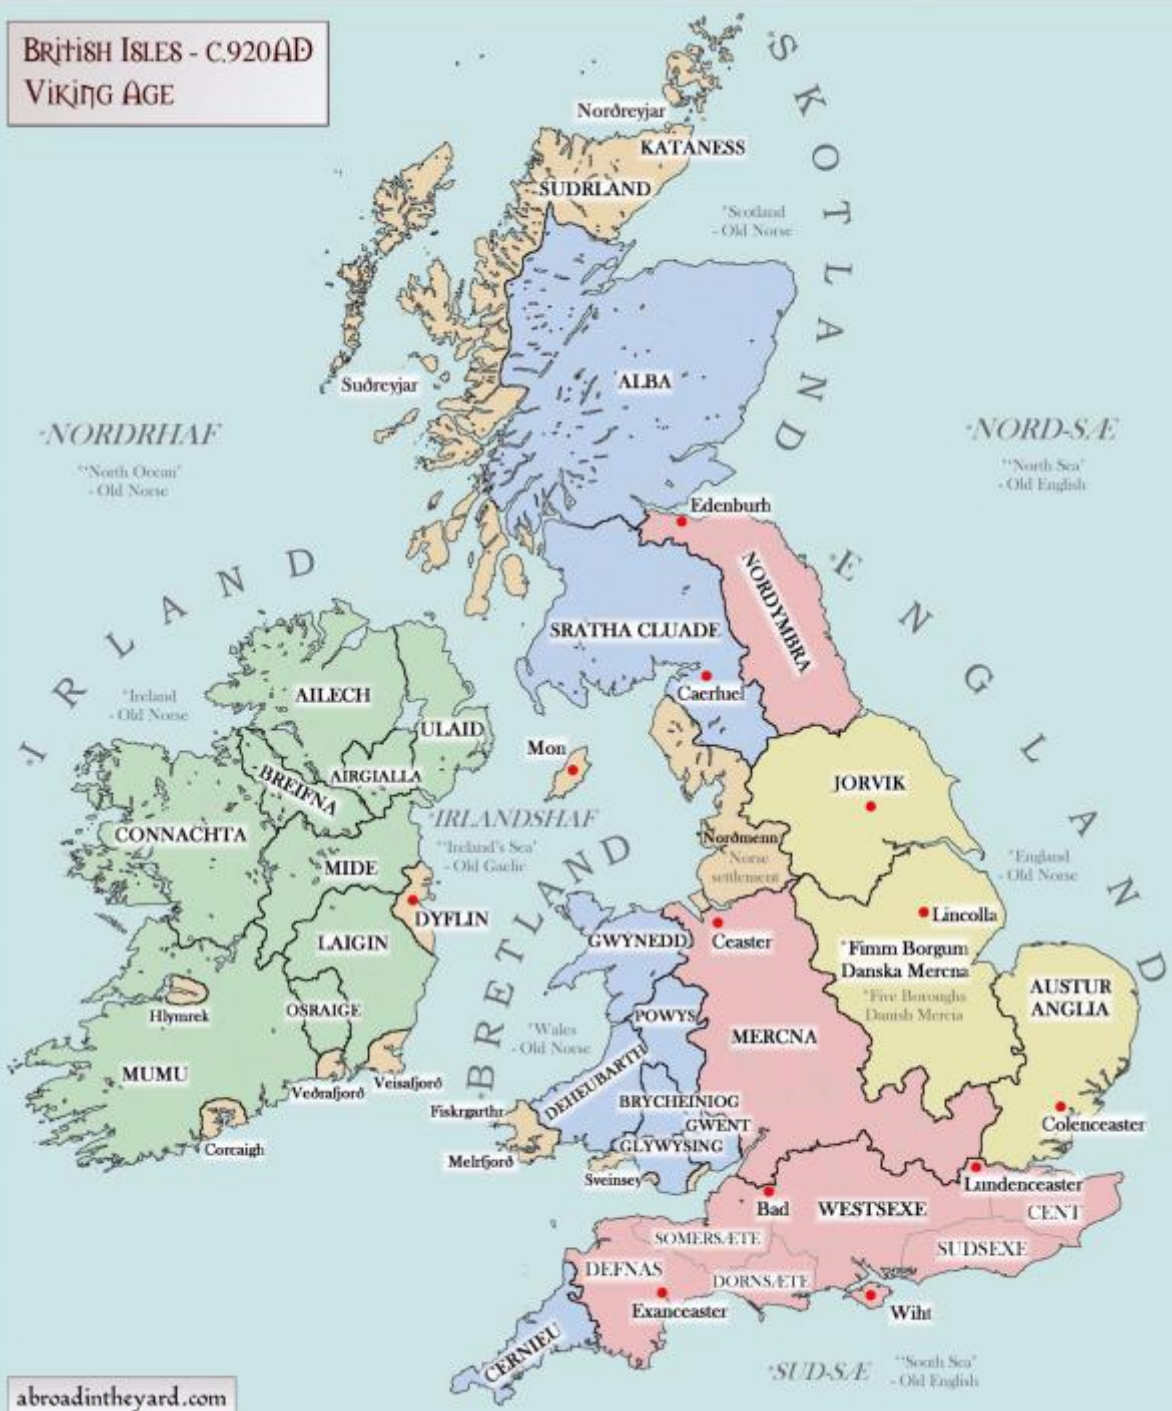 BRITISH ISLES - C.920AD
VIKING AGE
SKOTLAND
Norðreyjar
KATANESS
SUDRLAND
"Scotland
- Old Norse
Suðreyjar
ALBA
"NORDRHAF
"'North Ocean'
- Old Norse
"NORD-SÆ
"'North Sea'
- Old English
Edenburh
NORDYMBRA
"ENGLAND
"IRLAND
"Ireland
- Old Norse
SRATHA CLUADE
Caerluel
AILECH
ULAID
AIRGIALLA
BREIFNA
CONNACHTA
MIDE
Mon
JORVIK
"IRLANDSHAF
"'Ireland's Sea'
- Old Gaelic
Norðmenn
"Norse
settlement
"England
- Old Norse
DYFLIN
LAIGIN
"BRETLAND
GWYNEDD
Ceaster
Lincolla
"Fimm Borgum
Danska Mercna
"Five Boroughs
Danish Mercia
AUSTUR
ANGLIA
OSRAIGE
Hlymrek
"Wales
- Old Norse
POWYS
MERCNA
MUMU
Veðrafjorð
Veisafjorð
DEHEUBARTH
BRYCHEINIOG
Fiskrgarthr
GWENT
GLYWYSING
Colenceaster
Corcaigh
Melrfjorð
Sveinsey
Lundenceaster
Bad
WESTSEXE
CENT
SOMERSÆTE
SUDSEXE
DEFNAS
DORNSÆTE
Exanceaster
Wiht
CERNIEU
"SUD-SÆ
"'South Sea'
- Old English
abroadintheyard.com